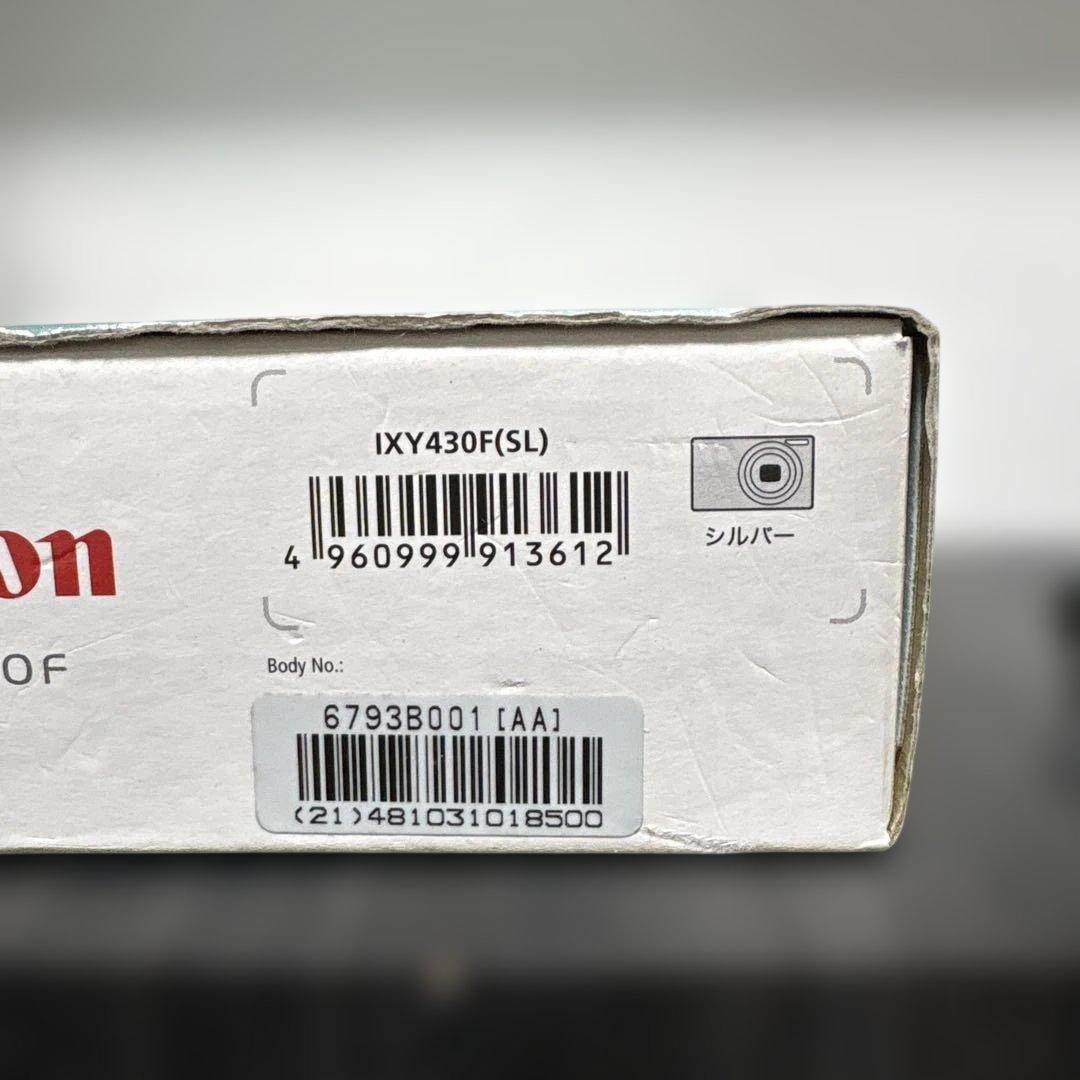 on
0F
IXY430F(SL)
4 960999 913612
シルバー
Body No.:
6793B001 [AA]
(21)481031018500